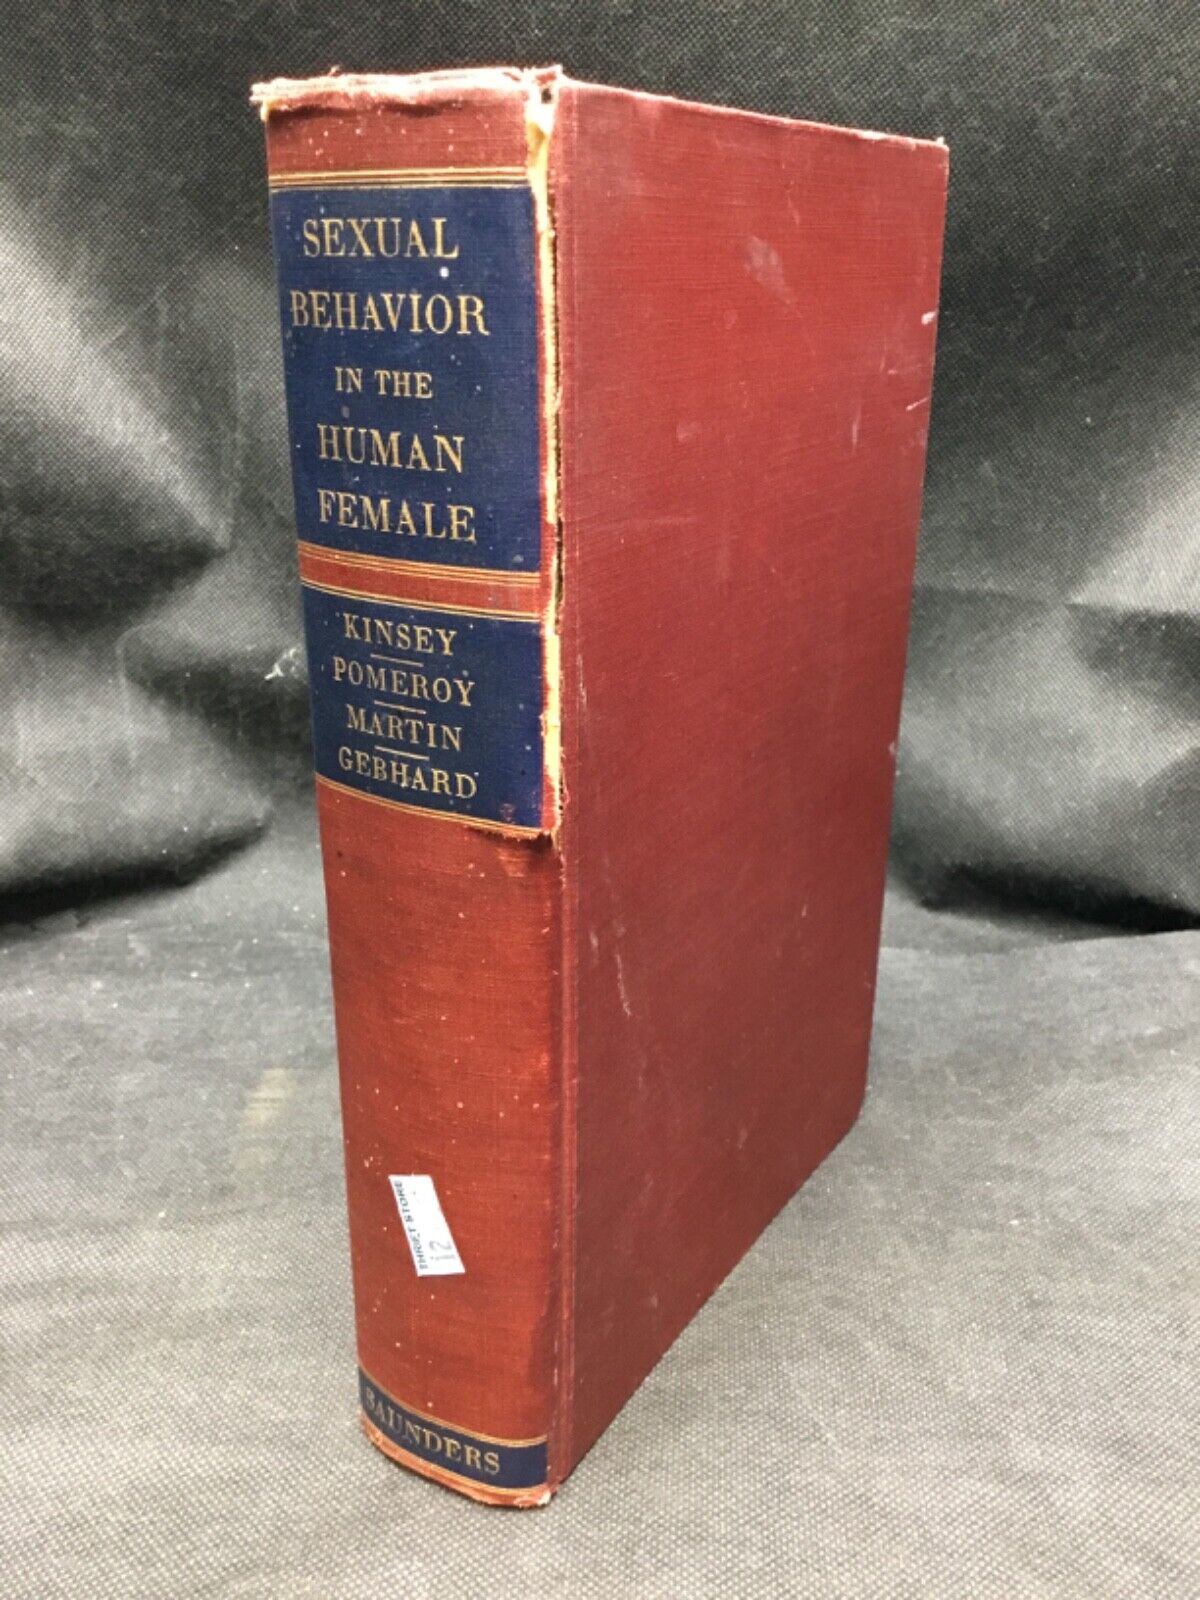 SEXUAL
BEHAVIOR
IN THE
HUMAN
FEMALE
KINSEY
POMEROY
MARTIN
GEBHARD
THRIFT STORE
12
SAUNDERS